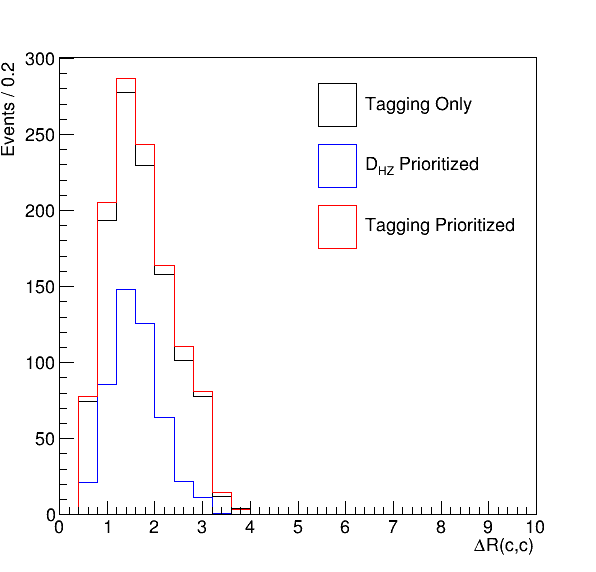 Events / 0.2
300
250
200
150
100
50
0
Tagging Only
D_HZ Prioritized
Tagging Prioritized
0 1 2 3 4 5 6 7 8 9 10
ΔR(c,c)